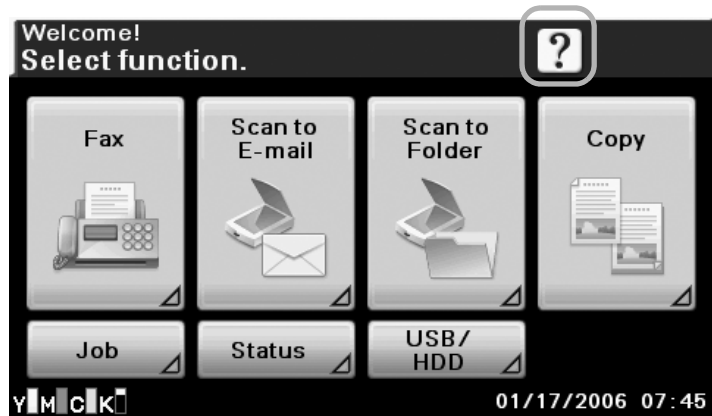 Welcome!
Select function.
?
Fax
Scan to
E-mail
Scan to
Folder
Copy
Job
Status
USB/
HDD
Y M C K
01/17/2006 07:45